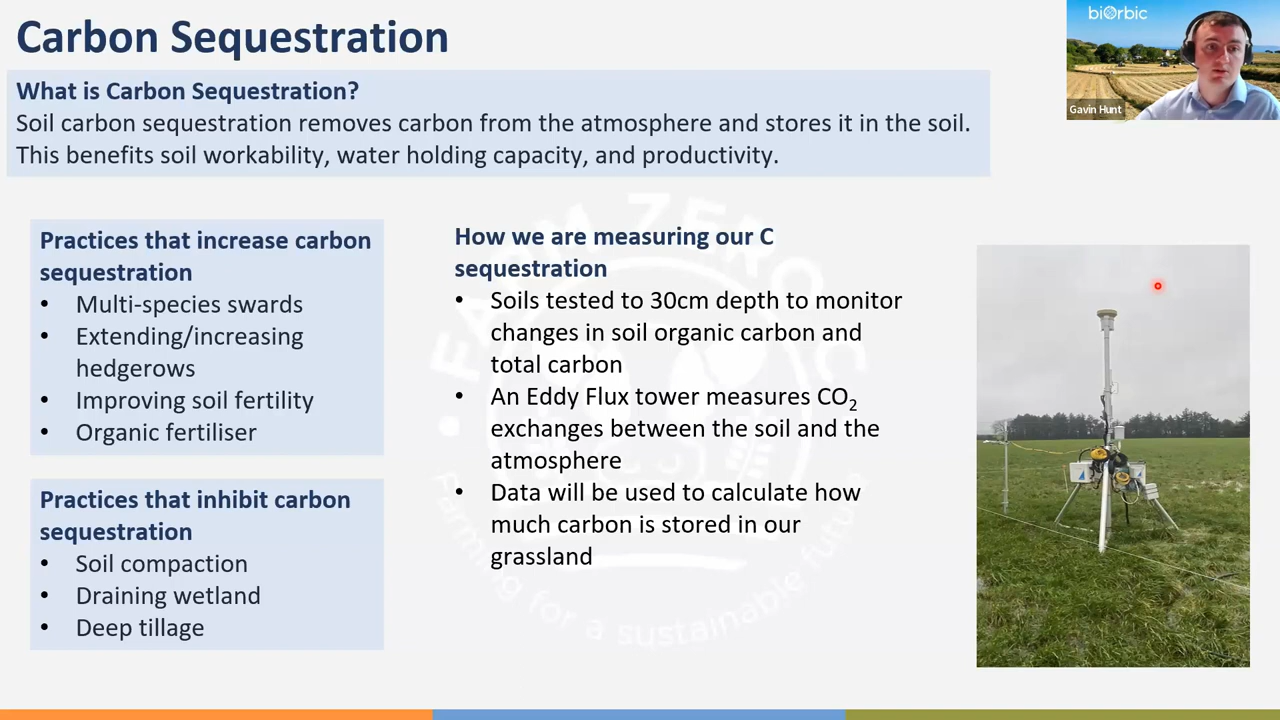 Carbon Sequestration
biOrbic
Gavin Hunt
What is Carbon Sequestration?
Soil carbon sequestration removes carbon from the atmosphere and stores it in the soil.
This benefits soil workability, water holding capacity, and productivity.
Practices that increase carbon
sequestration
• Multi-species swards
• Extending/increasing
hedgerows
• Improving soil fertility
• Organic fertiliser
Practices that inhibit carbon
sequestration
• Soil compaction
• Draining wetland
• Deep tillage
How we are measuring our C
sequestration
• Soils tested to 30cm depth to monitor
changes in soil organic carbon and
total carbon
• An Eddy Flux tower measures CO₂
exchanges between the soil and the
atmosphere
• Data will be used to calculate how
much carbon is stored in our
grassland
• FARM ZERO C •
Farming for a sustainable future